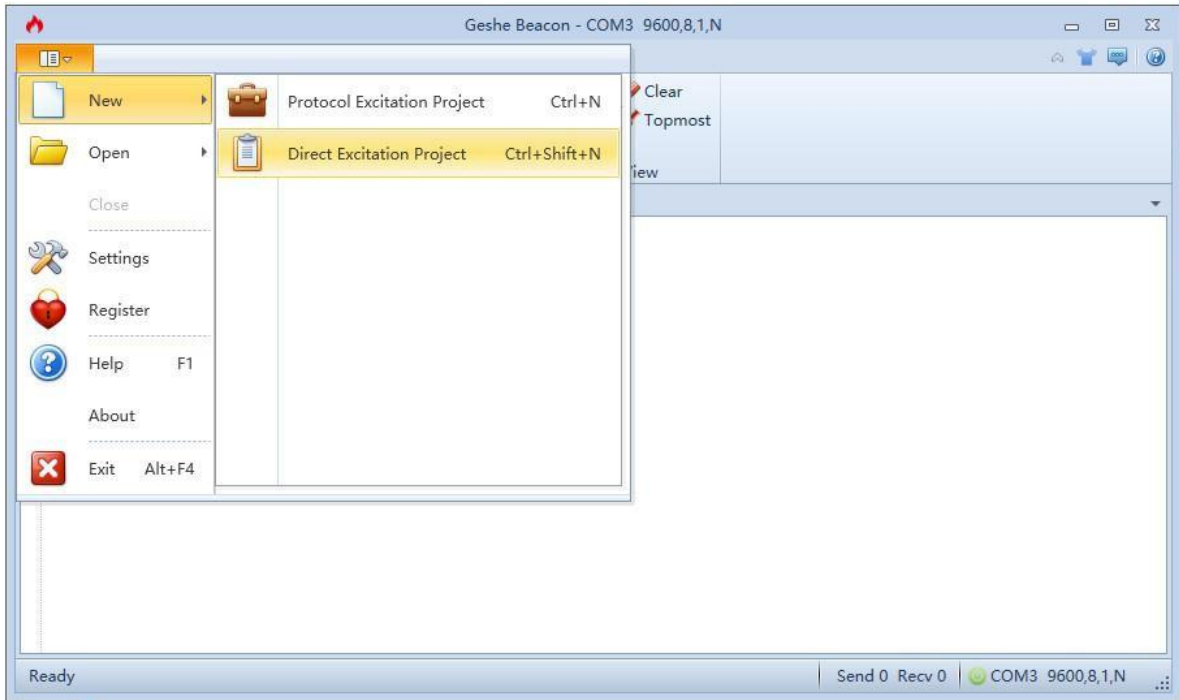 Geshe Beacon - COM3 9600,8,1,N
New
Protocol Excitation Project Ctrl+N
Direct Excitation Project Ctrl+Shift+N
Clear
Topmost
Open
Close
Settings
Register
Help F1
About
Exit Alt+F4
Ready
Send 0 Recv 0
COM3 9600,8,1,N